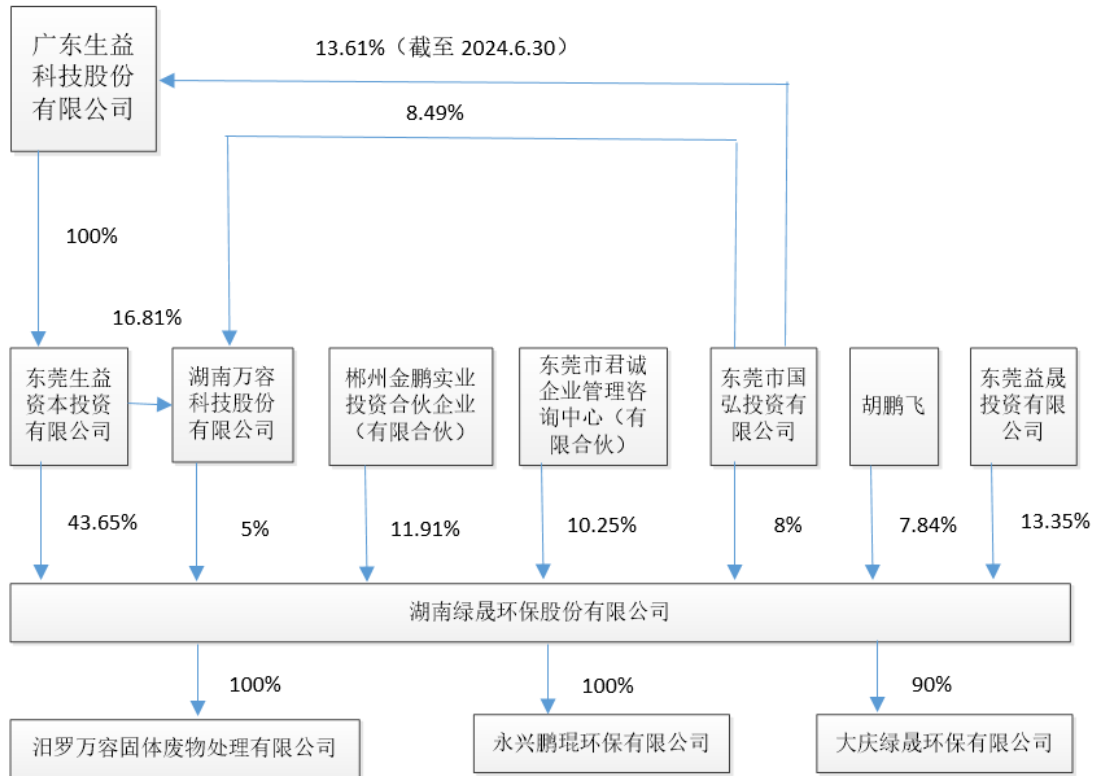 广东生益
科技股份
有限公司
13.61%（截至 2024.6.30）
8.49%
100%
16.81%
东莞生益
资本投资
有限公司
湖南万容
科技股份
有限公司
郴州金鹏实业
投资合伙企业
（有限合伙）
东莞市君诚
企业管理咨
询中心（有
限合伙）
东莞市国
弘投资有
限公司
胡鹏飞
东莞益晟
投资有限
公司
43.65%
5%
11.91%
10.25%
8%
7.84%
13.35%
湖南绿晟环保股份有限公司
100%
100%
90%
汨罗万容固体废物处理有限公司
永兴鹏琨环保有限公司
大庆绿晟环保有限公司